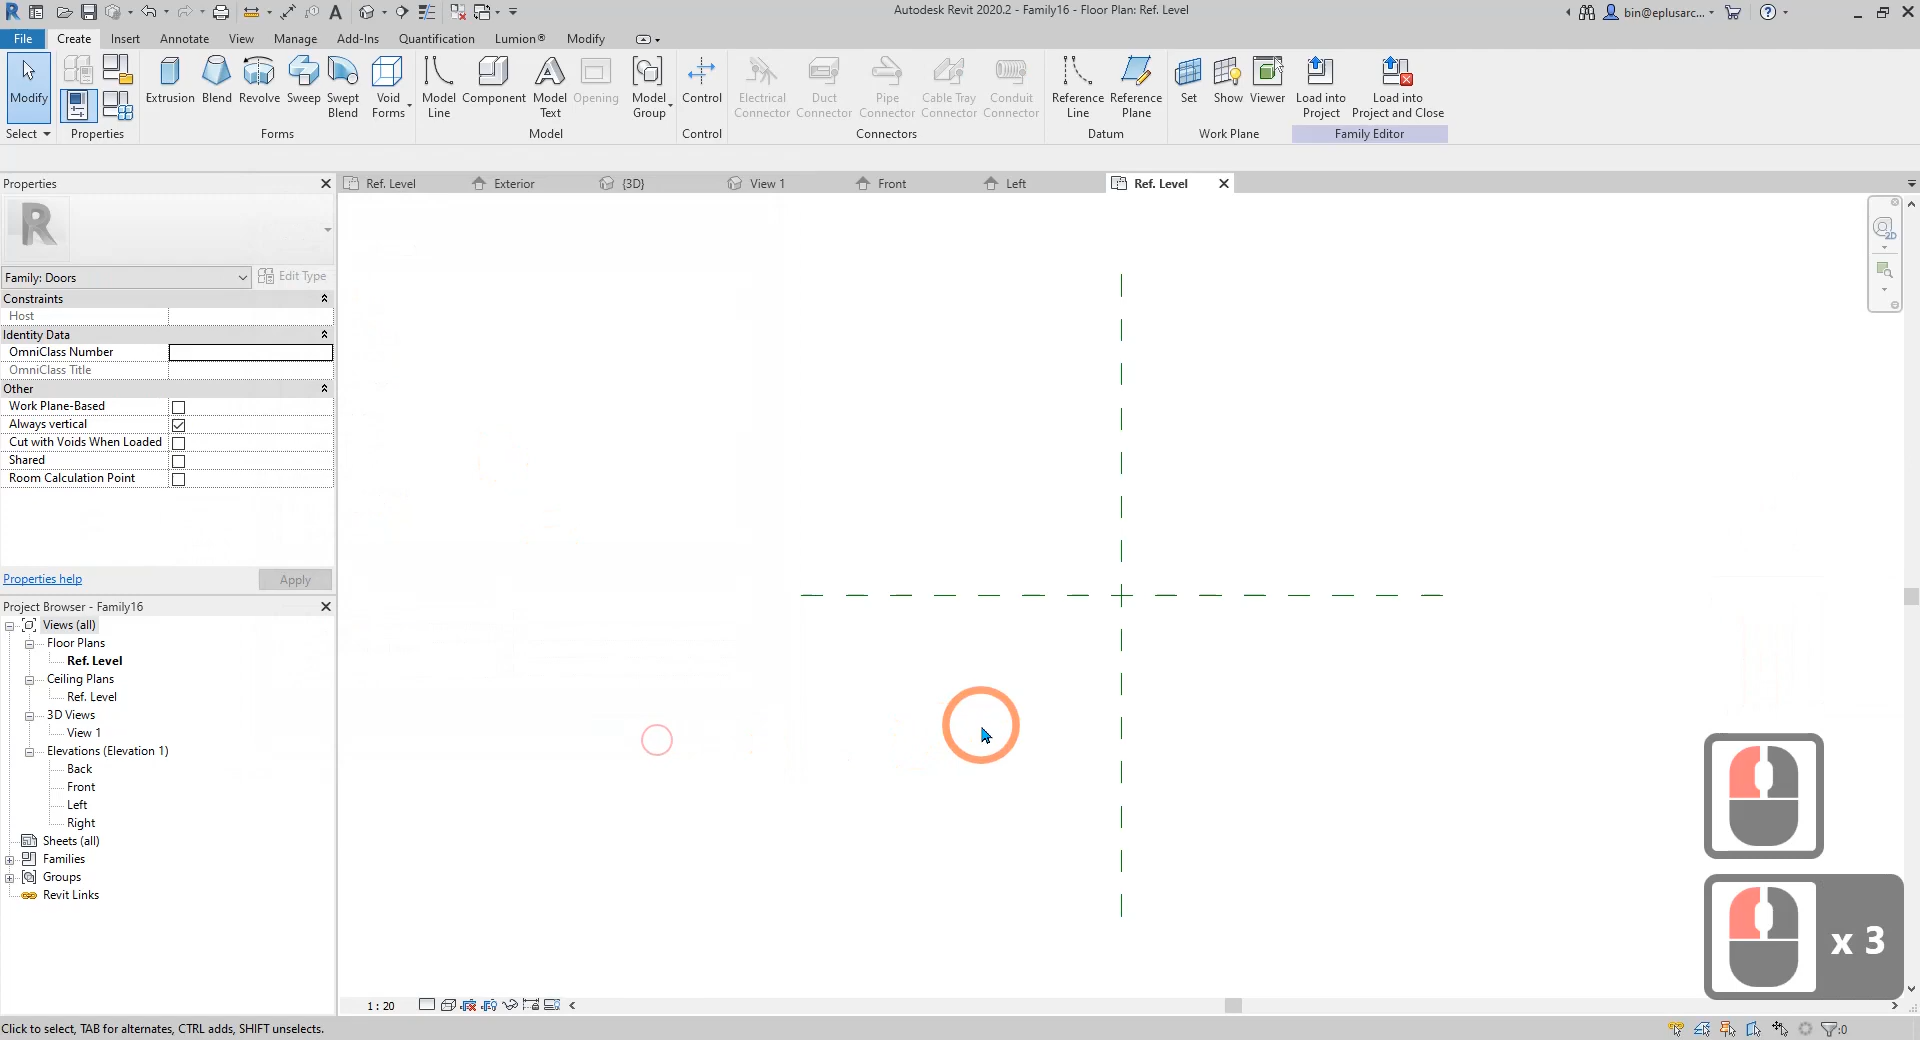 Autodesk Revit 2020.2 - Family16 - Floor Plan: Ref. Level
bin@eplusarc...
File Create Insert Annotate View Manage Add-Ins Quantification Lumion® Modify
Modify
Extrusion Blend Revolve Sweep Swept Blend Void Forms
Model Line Component Model Text Opening Model Group
Control
Electrical Connector Duct Connector Pipe Connector Cable Tray Connector Conduit Connector
Reference Line Reference Plane
Set Show Viewer
Load into Project Load into Project and Close
Select Properties Forms Model Control Connectors Datum Work Plane Family Editor
Properties
Ref. Level Exterior {3D} View 1 Front Left Ref. Level
R
Family: Doors Edit Type
Constraints
Host
Identity Data
OmniClass Number
OmniClass Title
Other
Work Plane-Based
Always vertical
Cut with Voids When Loaded
Shared
Room Calculation Point
Properties help Apply
Project Browser - Family16
Views (all)
Floor Plans
Ref. Level
Ceiling Plans
Ref. Level
3D Views
View 1
Elevations (Elevation 1)
Back
Front
Left
Right
Sheets (all)
Families
Groups
Revit Links
2D
x 3
1 : 20
Click to select, TAB for alternates, CTRL adds, SHIFT unselects.
:0